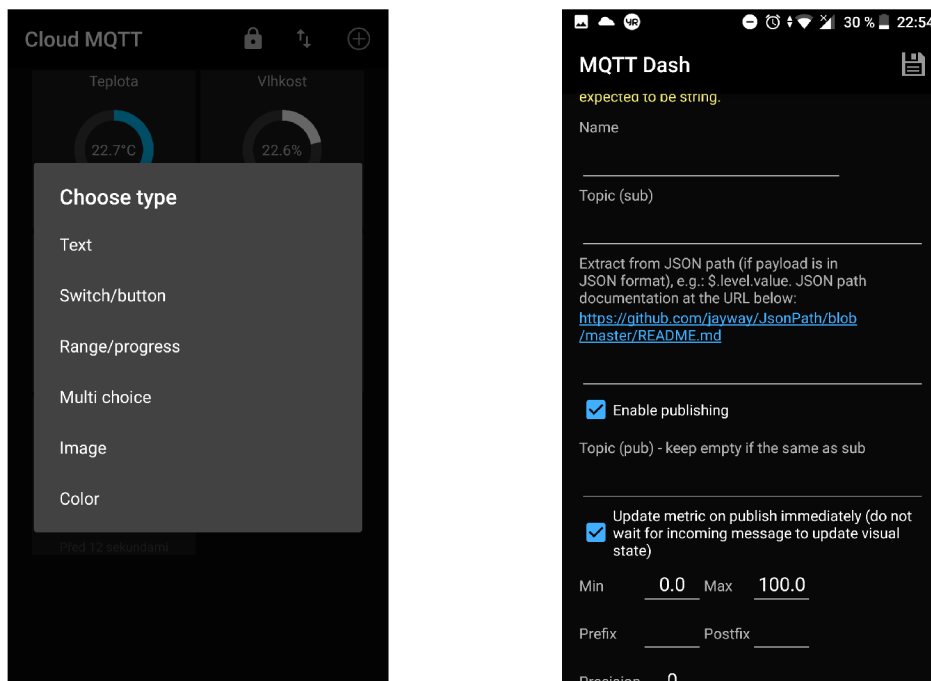 Cloud MQTT
Teplota
Vlhkost
22.7°C
22.6%
Choose type
Text
Switch/button
Range/progress
Multi choice
Image
Color
Před 12 sekundami
YR
30 %
22:54
MQTT Dash
expected to be string.
Name
Topic (sub)
Extract from JSON path (if payload is in
JSON format), e.g.: $.level.value. JSON path
documentation at the URL below:
https://github.com/jayway/JsonPath/blob
/master/README.md
Enable publishing
Topic (pub) - keep empty if the same as sub
Update metric on publish immediately (do not
wait for incoming message to update visual
state)
Min 0.0 Max 100.0
Prefix Postfix
Precision 0